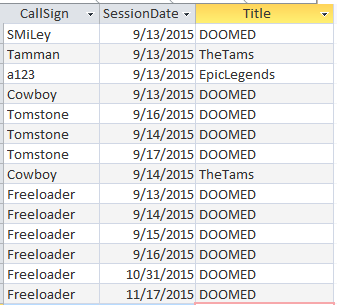 CallSign SessionDate Title
SMiLey 9/13/2015 DOOMED
Tamman 9/13/2015 TheTams
a123 9/13/2015 EpicLegends
Cowboy 9/13/2015 DOOMED
Tomstone 9/16/2015 DOOMED
Tomstone 9/14/2015 DOOMED
Tomstone 9/17/2015 DOOMED
Cowboy 9/14/2015 TheTams
Freeloader 9/13/2015 DOOMED
Freeloader 9/14/2015 DOOMED
Freeloader 9/15/2015 DOOMED
Freeloader 9/16/2015 DOOMED
Freeloader 10/31/2015 DOOMED
Freeloader 11/17/2015 DOOMED